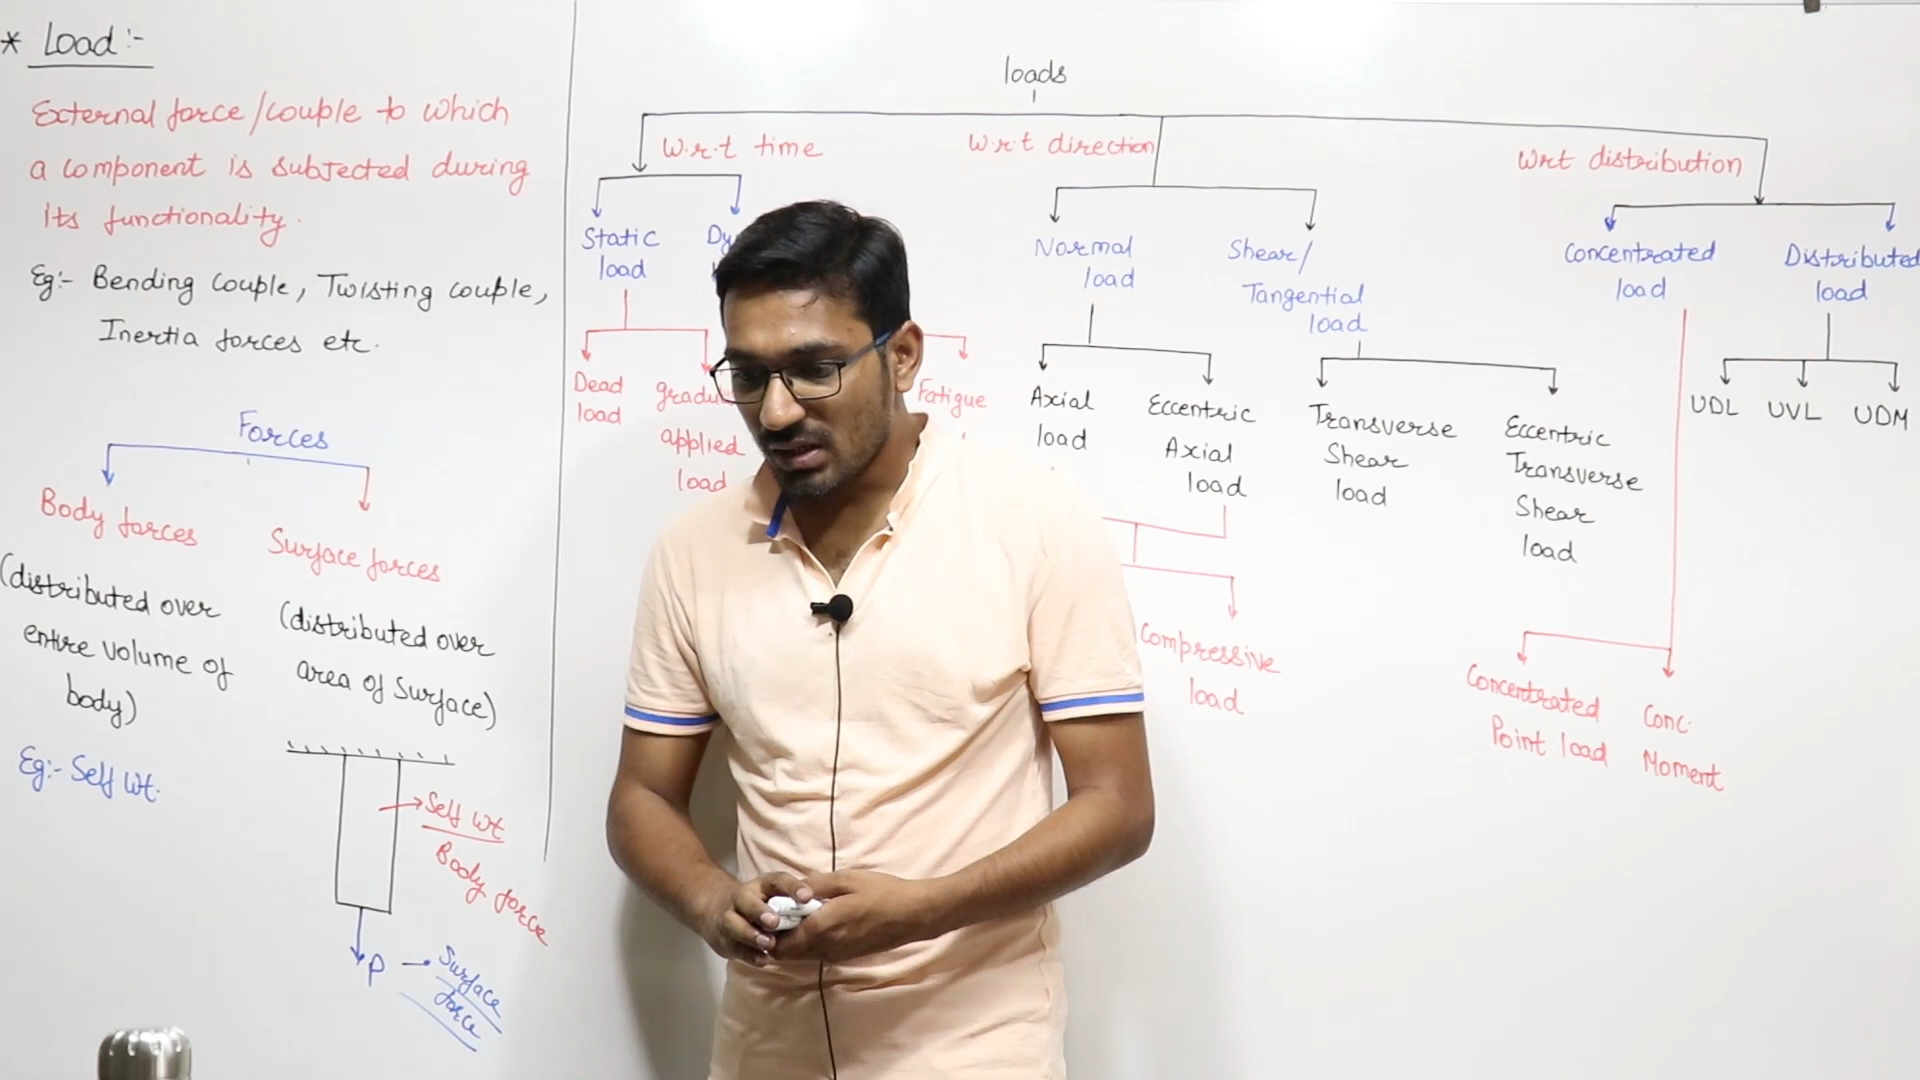 * Load :-
External force/couple to which
a component is subjected during
its functionality.
Eg:- Bending couple, Twisting couple,
Inertia forces etc.
Forces
Body forces
(distributed over
entire volume of
body)
Eg:- Self wt.
Surface forces
(distributed over
area of Surface)
Self wt
Body force
P → Surface
force
loads
W.r.t time
Static
load
Dead
load
applied
load
Fatigue
W.r.t direction
Normal
load
Axial
load
Eccentric
Axial
load
Compressive
load
Shear/
Tangential
load
Transverse
Shear
load
Eccentric
Transverse
Shear
load
Wrt distribution
Concentrated
load
Concentrated
Point load
Conc.
Moment
Distributed
load
UDL UVL UDM